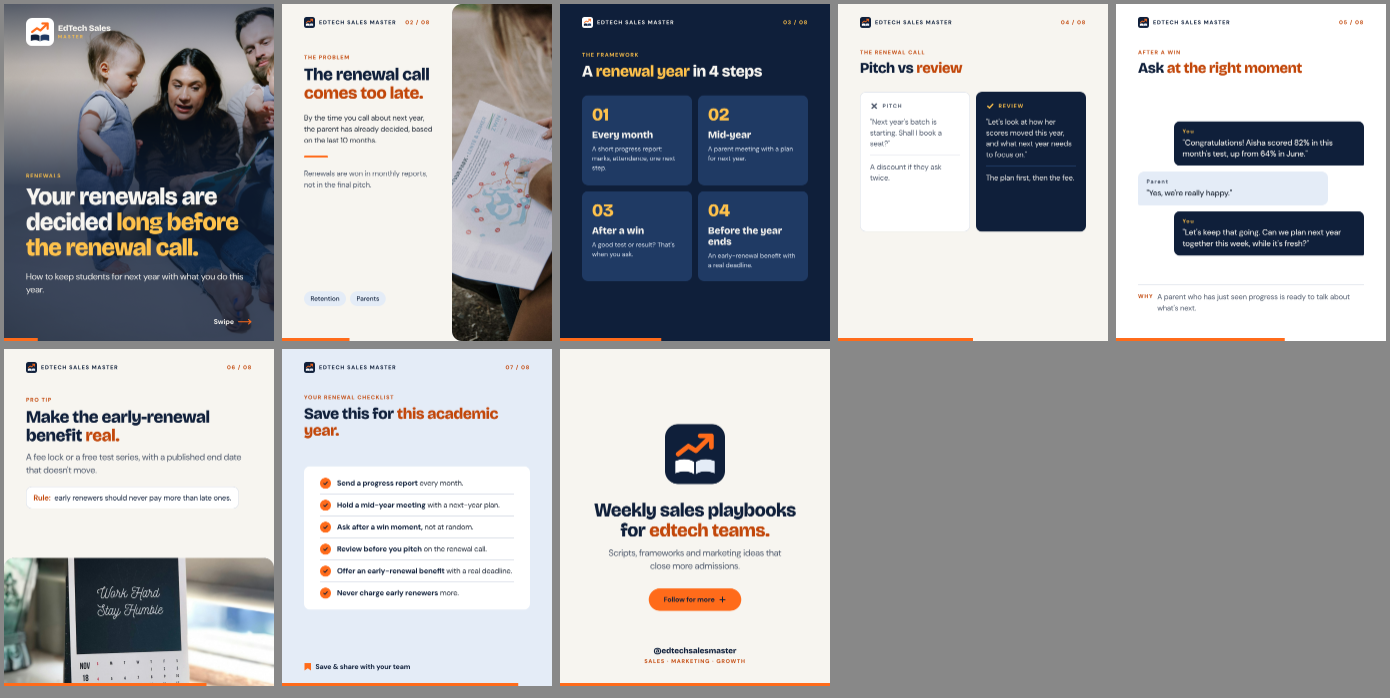 EdTech Sales
MASTER
RENEWALS
Your renewals are
decided long before
the renewal call.
How to keep students for next year with what you do this
year.
Swipe
EDTECH SALES MASTER
02 / 08
THE PROBLEM
The renewal call
comes too late.
By the time you call about next year,
the parent has already decided, based
on the last 10 months.
Renewals are won in monthly reports,
not in the final pitch.
Retention
Parents
EDTECH SALES MASTER
03 / 08
THE FRAMEWORK
A renewal year in 4 steps
01
Every month
A short progress report:
marks, attendance, one next
step.
02
Mid-year
A parent meeting with a plan
for next year.
03
After a win
A good test or result? That's
when you ask.
04
Before the year
ends
An early-renewal benefit with
a real deadline.
EDTECH SALES MASTER
04 / 08
THE RENEWAL CALL
Pitch vs review
PITCH
"Next year's batch is
starting. Shall I book a
seat?"
A discount if they ask
twice.
REVIEW
"Let's look at how her
scores moved this year,
and what next year needs
to focus on."
The plan first, then the fee.
EDTECH SALES MASTER
05 / 08
AFTER A WIN
Ask at the right moment
You
"Congratulations! Aisha scored 82% in this
month's test, up from 64% in June."
Parent
"Yes, we're really happy."
You
"Let's keep that going. Can we plan next year
together this week, while it's fresh?"
WHY
A parent who has just seen progress is ready to talk about
what's next.
EDTECH SALES MASTER
06 / 08
PRO TIP
Make the early-renewal
benefit real.
A fee lock or a free test series, with a published end date
that doesn't move.
Rule: early renewers should never pay more than late ones.
Work Hard
Stay Humble
NOV
18
EDTECH SALES MASTER
07 / 08
YOUR RENEWAL CHECKLIST
Save this for this academic
year.
Send a progress report every month.
Hold a mid-year meeting with a next-year plan.
Ask after a win moment, not at random.
Review before you pitch on the renewal call.
Offer an early-renewal benefit with a real deadline.
Never charge early renewers more.
Save & share with your team
Weekly sales playbooks
for edtech teams.
Scripts, frameworks and marketing ideas that
close more admissions.
Follow for more +
@edtechsalesmaster
SALES · MARKETING · GROWTH